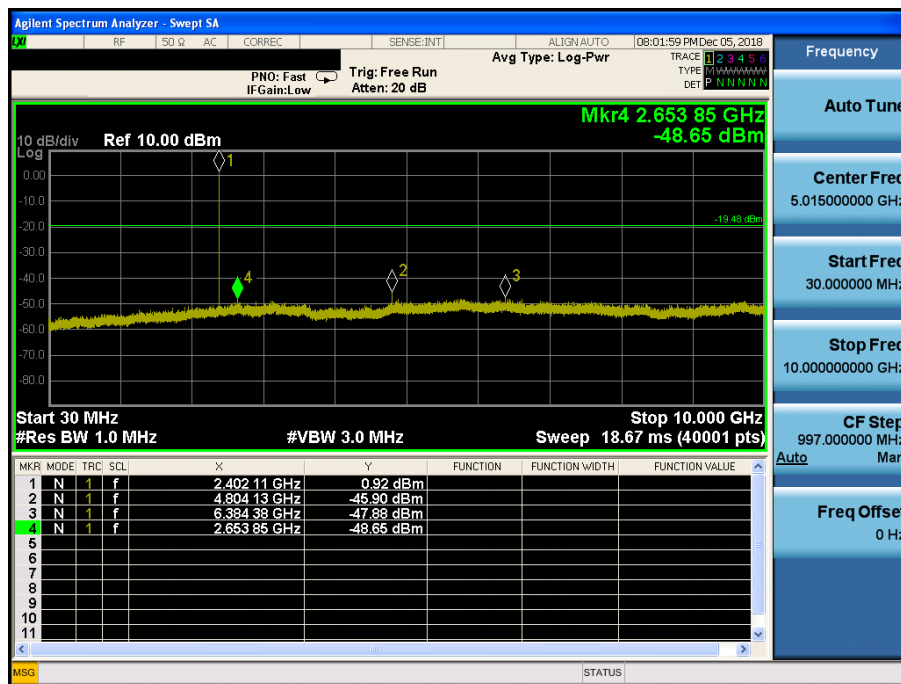 Agilent Spectrum Analyzer - Swept SA
LXI RF 50 Ω AC CORREC SENSE:INT ALIGN AUTO 08:01:59 PM Dec 05, 2018
Avg Type: Log-Pwr TRACE 1 2 3 4 5 6
PNO: Fast Trig: Free Run TYPE MWWWWW
IFGain:Low Atten: 20 dB DET P N N N N N
Mkr4 2.653 85 GHz
-48.65 dBm
10 dB/div Ref 10.00 dBm
Log
1
0.00
-10.0
-19.48 dBm
-20.0
-30.0
-40.0
4 2 3
-50.0
-60.0
-70.0
-80.0
Start 30 MHz Stop 10.000 GHz
#Res BW 1.0 MHz #VBW 3.0 MHz Sweep 18.67 ms (40001 pts)
MKR MODE TRC SCL X Y FUNCTION FUNCTION WIDTH FUNCTION VALUE
1 N 1 f 2.402 11 GHz 0.92 dBm
2 N 1 f 4.804 13 GHz -45.90 dBm
3 N 1 f 6.384 38 GHz -47.88 dBm
4 N 1 f 2.653 85 GHz -48.65 dBm
5
6
7
8
9
10
11
MSG STATUS
Frequency
Auto Tune
Center Freq
5.015000000 GHz
Start Freq
30.000000 MHz
Stop Freq
10.000000000 GHz
CF Step
997.000000 MHz
Auto Man
Freq Offset
0 Hz